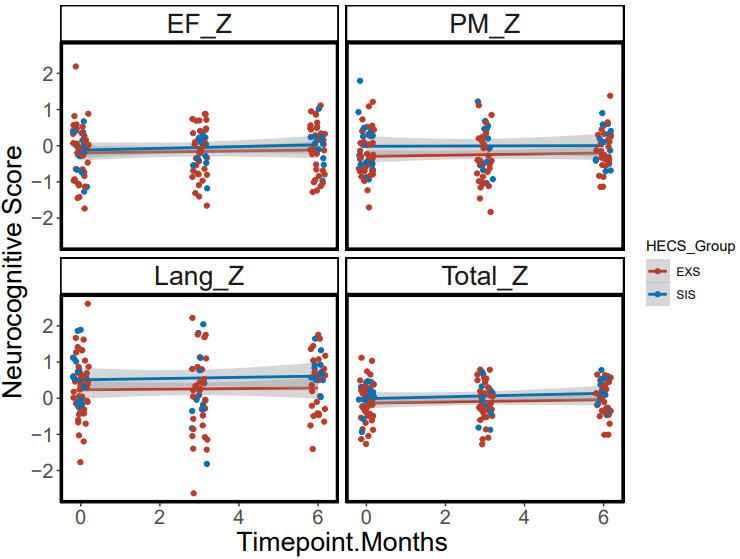 EF_Z
PM_Z
2
1
0
−1
−2
Lang_Z
Total_Z
2
1
0
−1
−2
0 2 4 6
0 2 4 6
Timepoint.Months
Neurocognitive Score
HECS_Group
EXS
SIS